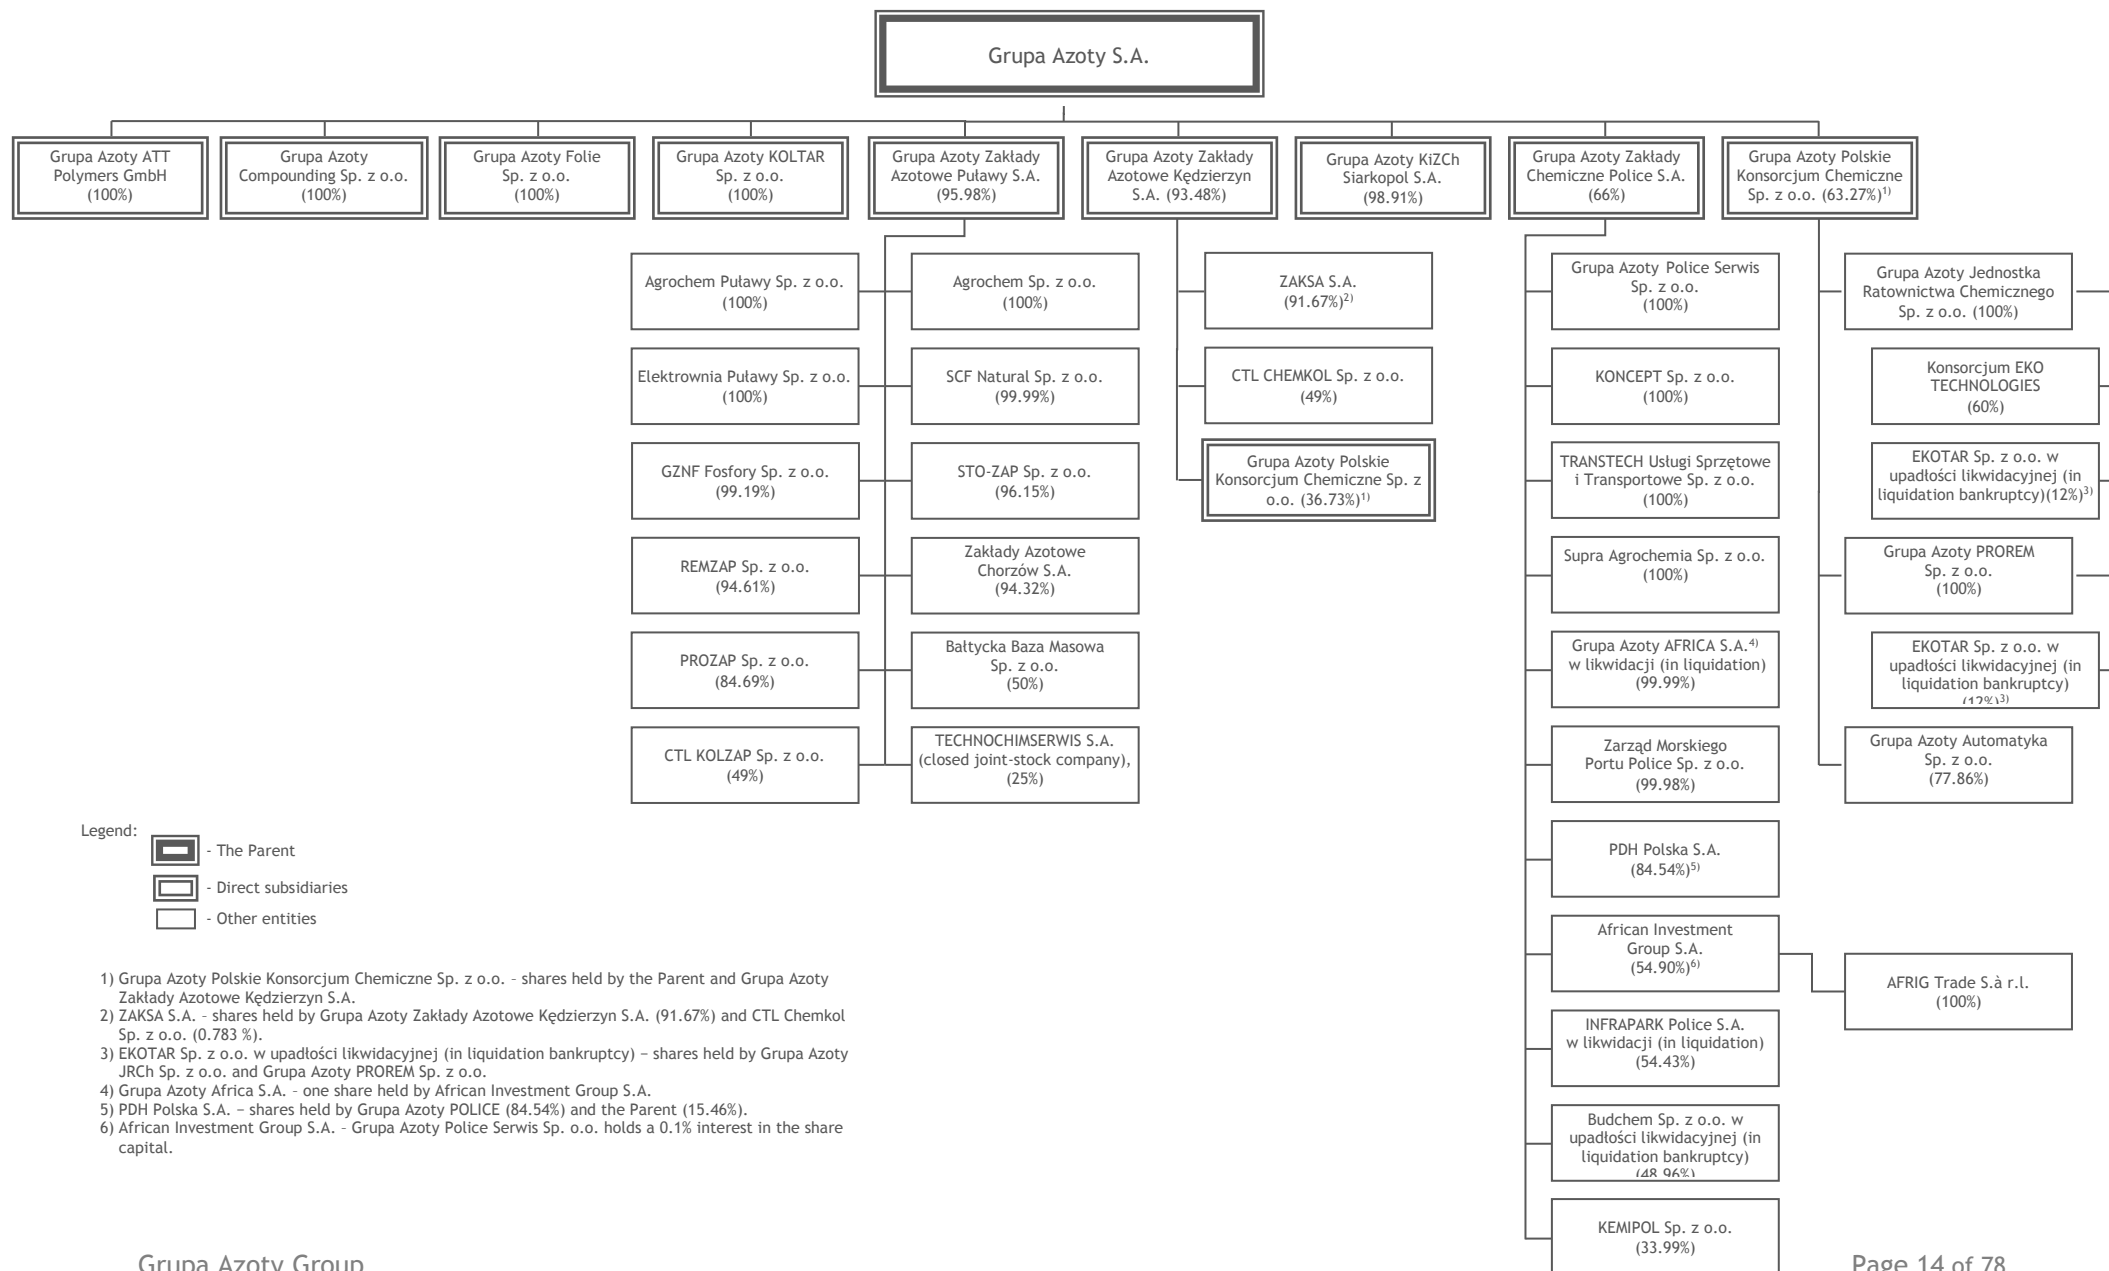 Grupa Azoty S.A.
Grupa Azoty ATT
Polymers GmbH
(100%)
Grupa Azoty
Compounding Sp. z o.o.
(100%)
Grupa Azoty Folie
Sp. z o.o.
(100%)
Grupa Azoty KOLTAR
Sp. z o.o.
(100%)
Grupa Azoty Zakłady
Azotowe Puławy S.A.
(95.98%)
Grupa Azoty Zakłady
Azotowe Kędzierzyn
S.A. (93.48%)
Grupa Azoty KiZCh
Siarkopol S.A.
(98.91%)
Grupa Azoty Zakłady
Chemiczne Police S.A.
(66%)
Grupa Azoty Polskie
Konsorcjum Chemiczne
Sp. z o.o. (63.27%)1)
Agrochem Puławy Sp. z o.o.
(100%)
Elektrownia Puławy Sp. z o.o.
(100%)
GZNF Fosfory Sp. z o.o.
(99.19%)
REMZAP Sp. z o.o.
(94.61%)
PROZAP Sp. z o.o.
(84.69%)
CTL KOLZAP Sp. z o.o.
(49%)
Agrochem Sp. z o.o.
(100%)
SCF Natural Sp. z o.o.
(99.99%)
STO-ZAP Sp. z o.o.
(96.15%)
Zakłady Azotowe
Chorzów S.A.
(94.32%)
Bałtycka Baza Masowa
Sp. z o.o.
(50%)
TECHNOCHIMSERWIS S.A.
(closed joint-stock company),
(25%)
ZAKSA S.A.
(91.67%)2)
CTL CHEMKOL Sp. z o.o.
(49%)
Grupa Azoty Polskie
Konsorcjum Chemiczne Sp. z
o.o. (36.73%)1)
Grupa Azoty Police Serwis
Sp. z o.o.
(100%)
KONCEPT Sp. z o.o.
(100%)
TRANSTECH Usługi Sprzętowe
i Transportowe Sp. z o.o.
(100%)
Supra Agrochemia Sp. z o.o.
(100%)
Grupa Azoty AFRICA S.A.4)
w likwidacji (in liquidation)
(99.99%)
Zarząd Morskiego
Portu Police Sp. z o.o.
(99.98%)
PDH Polska S.A.
(84.54%)5)
African Investment
Group S.A.
(54.90%)6)
INFRAPARK Police S.A.
w likwidacji (in liquidation)
(54.43%)
Budchem Sp. z o.o. w
upadłości likwidacyjnej (in
liquidation bankruptcy)
(48.96%)
KEMIPOL Sp. z o.o.
(33.99%)
Grupa Azoty Jednostka
Ratownictwa Chemicznego
Sp. z o.o. (100%)
Konsorcjum EKO
TECHNOLOGIES
(60%)
EKOTAR Sp. z o.o. w
upadłości likwidacyjnej (in
liquidation bankruptcy)(12%)3)
Grupa Azoty PROREM
Sp. z o.o.
(100%)
EKOTAR Sp. z o.o. w
upadłości likwidacyjnej (in
liquidation bankruptcy)
(12%)3)
Grupa Azoty Automatyka
Sp. z o.o.
(77.86%)
AFRIG Trade S.à r.l.
(100%)
Legend:
- The Parent
- Direct subsidiaries
- Other entities
1) Grupa Azoty Polskie Konsorcjum Chemiczne Sp. z o.o. – shares held by the Parent and Grupa Azoty
Zakłady Azotowe Kędzierzyn S.A.
2) ZAKSA S.A. – shares held by Grupa Azoty Zakłady Azotowe Kędzierzyn S.A. (91.67%) and CTL Chemkol
Sp. z o.o. (0.783 %).
3) EKOTAR Sp. z o.o. w upadłości likwidacyjnej (in liquidation bankruptcy) – shares held by Grupa Azoty
JRCh Sp. z o.o. and Grupa Azoty PROREM Sp. z o.o.
4) Grupa Azoty Africa S.A. – one share held by African Investment Group S.A.
5) PDH Polska S.A. – shares held by Grupa Azoty POLICE (84.54%) and the Parent (15.46%).
6) African Investment Group S.A. – Grupa Azoty Police Serwis Sp. o.o. holds a 0.1% interest in the share
capital.
Grupa Azoty Group
Page 14 of 78